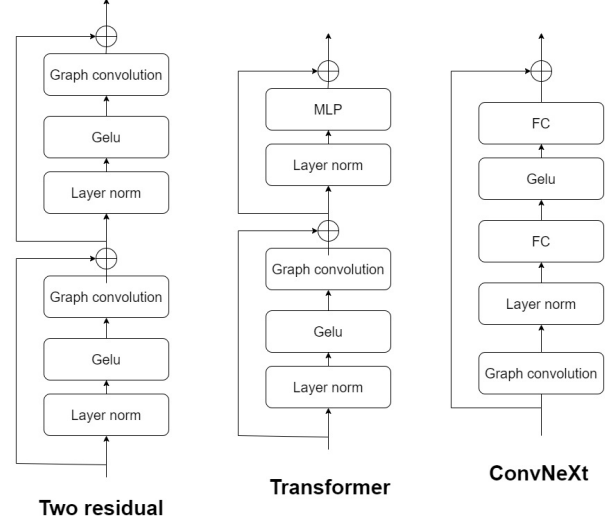 Graph convolution
Gelu
Layer norm
Graph convolution
Gelu
Layer norm
Two residual
MLP
Layer norm
Graph convolution
Gelu
Layer norm
Transformer
FC
Gelu
FC
Layer norm
Graph convolution
ConvNeXt